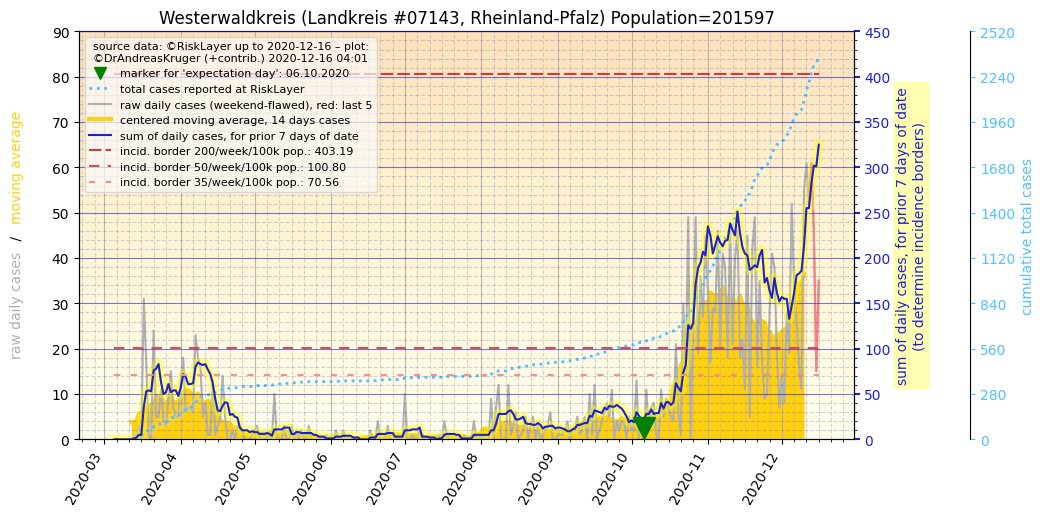 Westerwaldkreis (Landkreis #07143, Rheinland-Pfalz) Population=201597
source data: ©RiskLayer up to 2020-12-16 – plot:
©DrAndreasKruger (+contrib.) 2020-12-16 04:01
marker for 'expectation day': 06.10.2020
total cases reported at RiskLayer
raw daily cases (weekend-flawed), red: last 5
centered moving average, 14 days cases
sum of daily cases, for prior 7 days of date
incid. border 200/week/100k pop.: 403.19
incid. border 50/week/100k pop.: 100.80
incid. border 35/week/100k pop.: 70.56
raw daily cases / moving average
90
80
70
60
50
40
30
20
10
0
450
400
350
300
250
200
150
100
50
0
sum of daily cases, for prior 7 days of date
(to determine incidence borders)
2520
2240
1960
1680
1400
1120
840
560
280
0
cumulative total cases
2020-03
2020-04
2020-05
2020-06
2020-07
2020-08
2020-09
2020-10
2020-11
2020-12